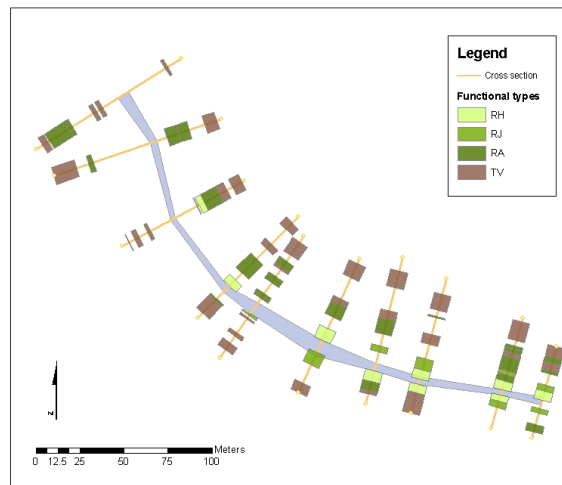 Legend
Cross section
Functional types
RH
RJ
RA
TV
N
Meters
0 12.5 25 50 75 100